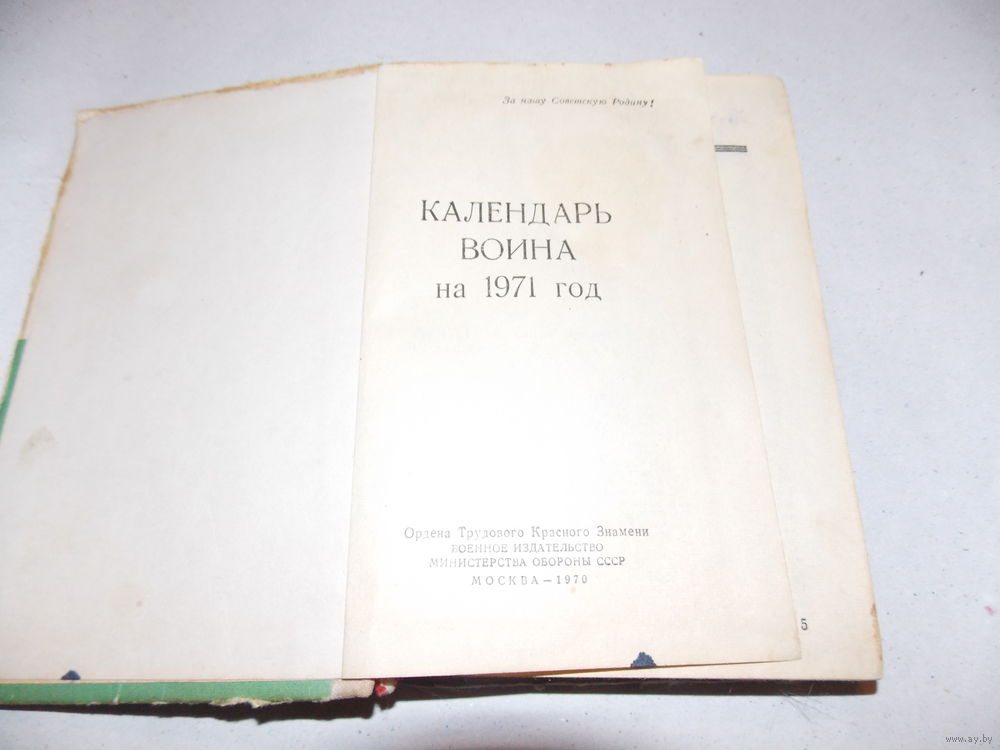 За нашу Советскую Родину!
КАЛЕНДАРЬ
ВОИНА
на 1971 год
Ордена Трудового Красного Знамени
ВОЕННОЕ ИЗДАТЕЛЬСТВО
МИНИСТЕРСТВА ОБОРОНЫ СССР
МОСКВА—1970
5
www.ay.by